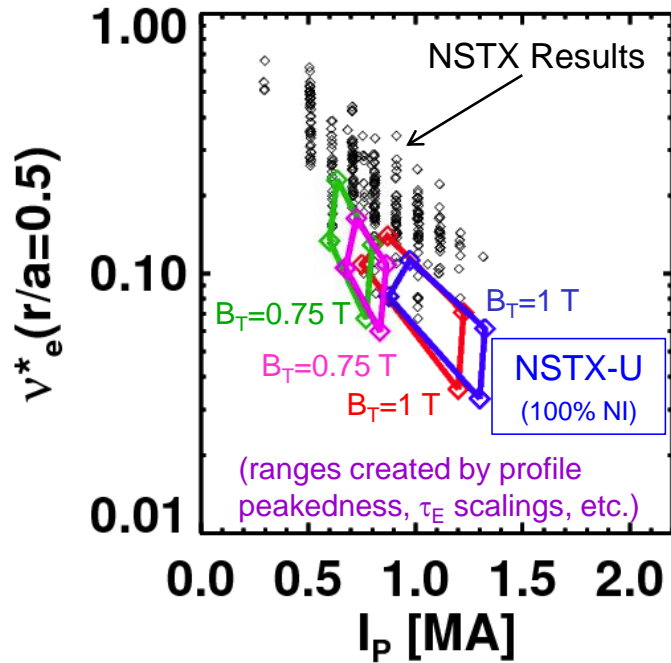 1.00
NSTX Results
ν*e(r/a=0.5)
0.10
B_T=0.75 T
B_T=1 T
B_T=0.75 T
NSTX-U
B_T=1 T
(100% NI)
(ranges created by profile
peakedness, τ_E scalings, etc.)
0.01
0.0 0.5 1.0 1.5 2.0
I_P [MA]